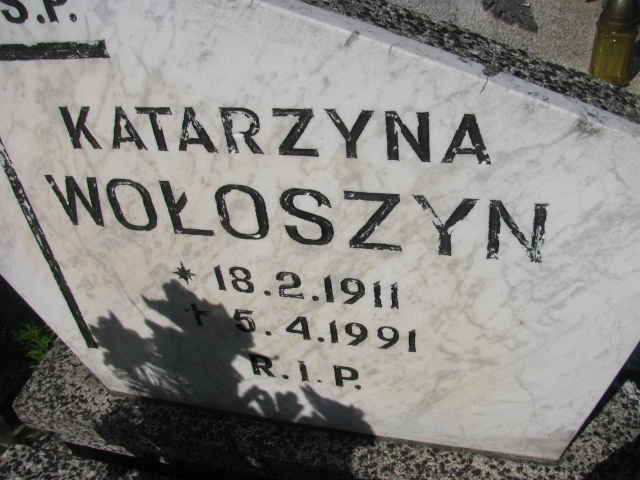 Ś.P.
KATARZYNA
WOŁOSZYN
* 18.2.1911
† 5.4.1991
R.I.P.